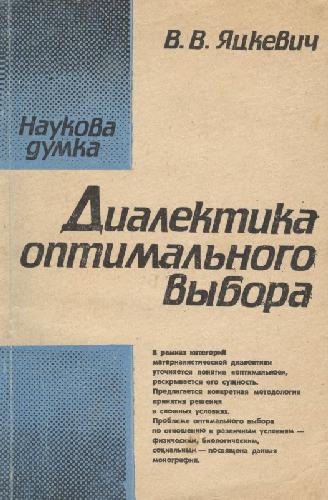 В. В. Яцкевич
Наукова
думка
Диалектика
оптимального
выбора
В рамках категорий
материалистической диалектики
уточняется понятие «оптимальное»,
раскрывается его сущность.
Предлагается конкретная методология
принятия решения
в сложных условиях.
Проблеме оптимального выбора
по отношению к различным условиям —
физическим, биологическим,
социальным — посвящена данная
монография.